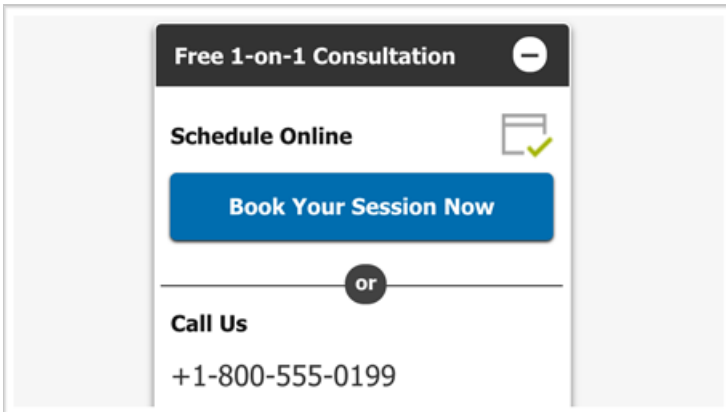 Free 1-on-1 Consultation
Schedule Online
Book Your Session Now
or
Call Us
+1-800-555-0199